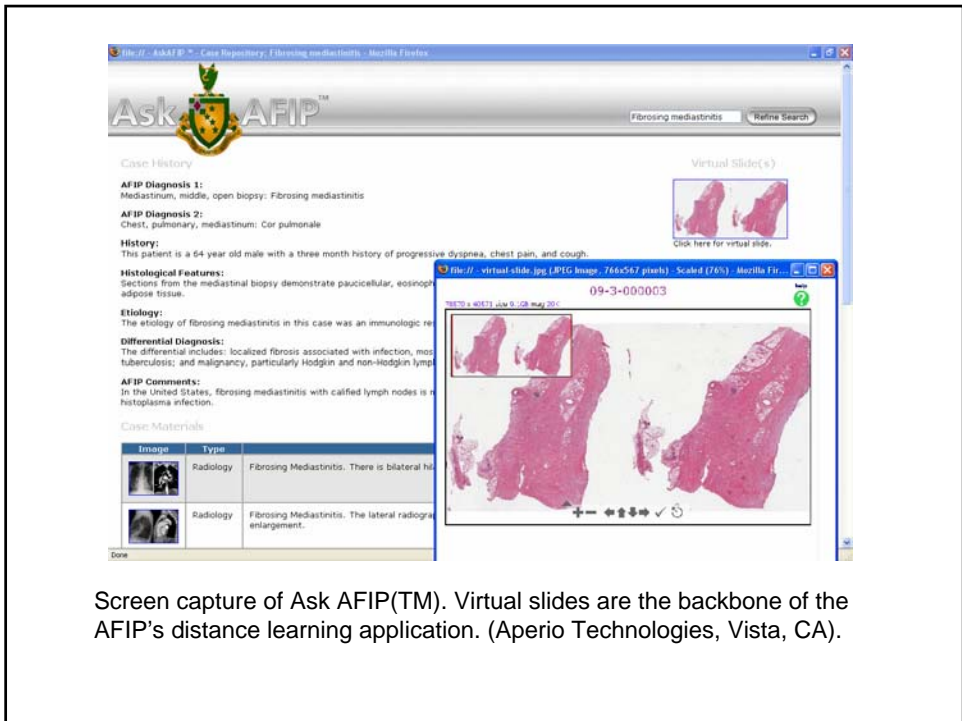 file:// - AskAFIP ™ - Case Repository: Fibrosing mediastinitis - Mozilla Firefox
Ask AFIP™
Fibrosing mediastinitis Refine Search
Case History
Virtual Slide(s)
AFIP Diagnosis 1:
Mediastinum, middle, open biopsy: Fibrosing mediastinitis
AFIP Diagnosis 2:
Chest, pulmonary, mediastinum: Cor pulmonale
Click here for virtual slide.
History:
This patient is a 64 year old male with a three month history of progressive dyspnea, chest pain, and cough.
Histological Features:
Sections from the mediastinal biopsy demonstrate paucicellular, eosinoph
adipose tissue.
Etiology:
The etiology of fibrosing mediastinitis in this case was an immunologic re
Differential Diagnosis:
The differential includes: localized fibrosis associated with infection, mos
tuberculosis; and malignancy, particularly Hodgkin and non-Hodgkin lymp
AFIP Comments:
In the United States, fibrosing mediastinitis with calified lymph nodes is
histoplasma infection.
Case Materials
Image Type
Radiology Fibrosing Mediastinitis. There is bilateral hil
Radiology Fibrosing Mediastinitis. The lateral radiogra
enlargement.
Done
file:// - virtual-slide.jpg (JPEG Image, 766x567 pixels) - Scaled (76%) - Mozilla Fir...
09-3-000003
help
Screen capture of Ask AFIP(TM). Virtual slides are the backbone of the
AFIP's distance learning application. (Aperio Technologies, Vista, CA).